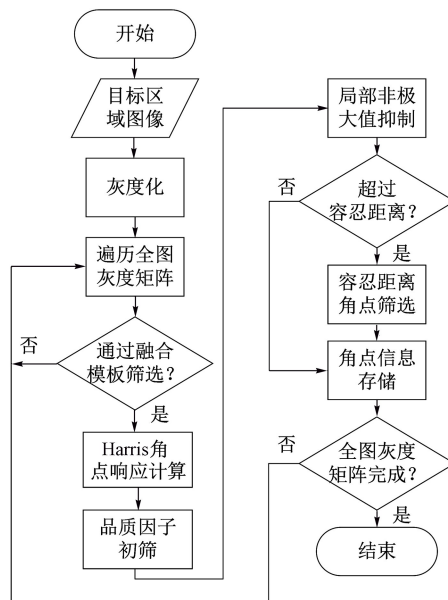 开始
目标区
域图像
灰度化
遍历全图
灰度矩阵
否
通过融合
模板筛选？
是
Harris角
点响应计算
品质因子
初筛
局部非极
大值抑制
否
超过
容忍距离？
是
容忍距离
角点筛选
角点信息
存储
否
全图灰度
矩阵完成？
是
结束